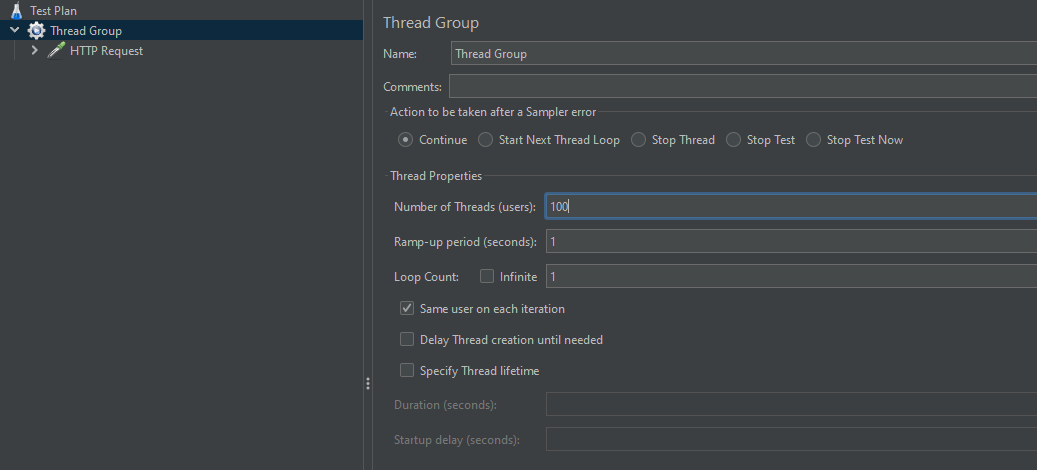 Test Plan
Thread Group
HTTP Request
Thread Group
Name: Thread Group
Comments:
Action to be taken after a Sampler error
Continue Start Next Thread Loop Stop Thread Stop Test Stop Test Now
Thread Properties
Number of Threads (users): 100
Ramp-up period (seconds): 1
Loop Count: Infinite 1
Same user on each iteration
Delay Thread creation until needed
Specify Thread lifetime
Duration (seconds):
Startup delay (seconds):